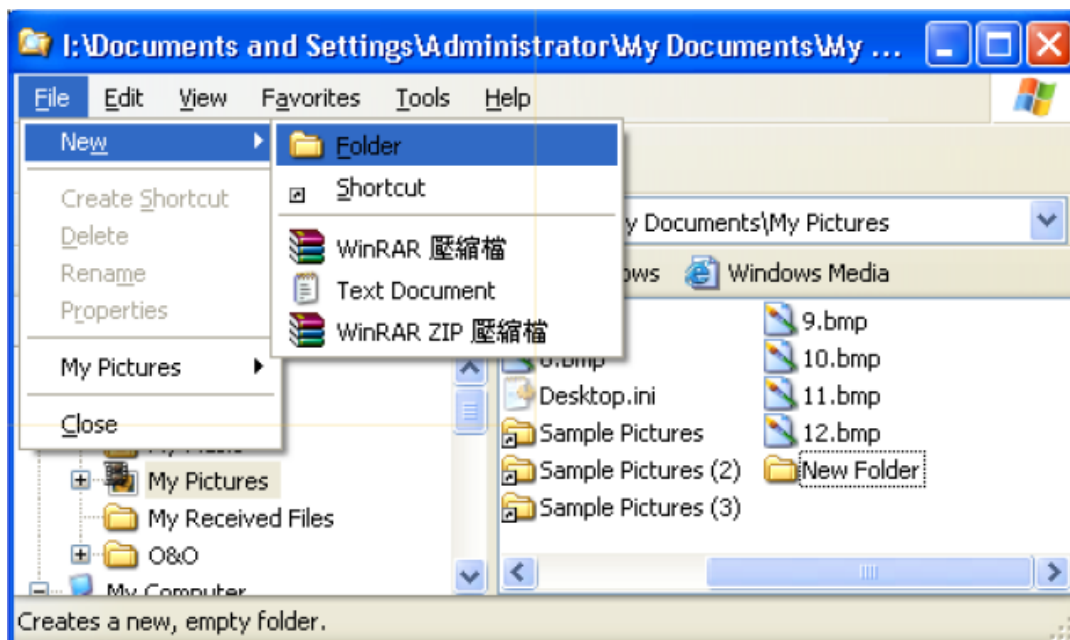 I:\Documents and Settings\Administrator\My Documents\My ...
File Edit View Favorites Tools Help
New
Create Shortcut
Delete
Rename
Properties
My Pictures
Close
Folder
Shortcut
WinRAR 壓縮檔
Text Document
WinRAR ZIP 壓縮檔
y Documents\My Pictures
ows Windows Media
9.bmp
10.bmp
Desktop.ini 11.bmp
Sample Pictures 12.bmp
Sample Pictures (2) New Folder
Sample Pictures (3)
My Pictures
My Received Files
O&O
My Computer
Creates a new, empty folder.